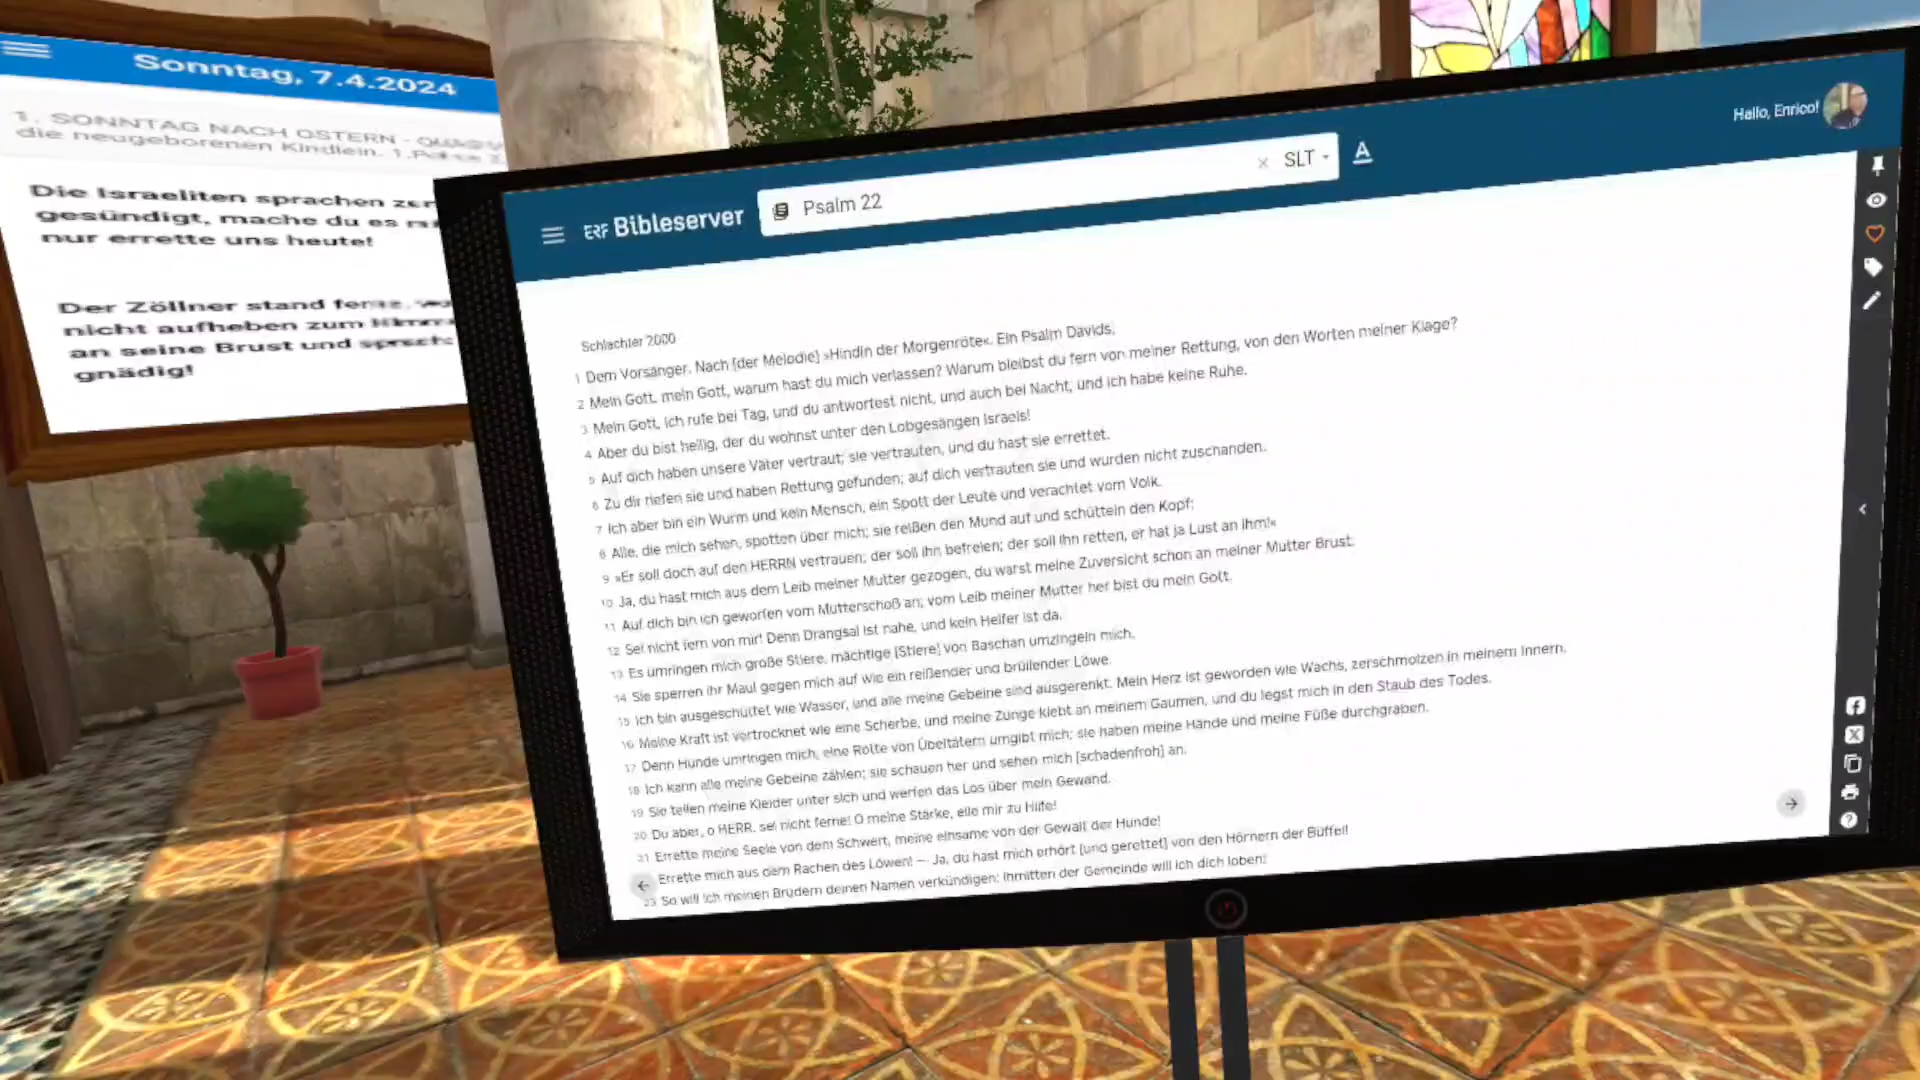 Sonntag, 7.4.2024
1. SONNTAG NACH OSTERN -
die neugeborenen Kindlein. 1.
Die Israeliten sprachen
gesündigt, mache du es
nur errette uns heute!
Der Zöllner stand
nicht aufheben zum
an seine Brust und
gnädig!
Hallo, Enrico!
ERF Bibleserver
Psalm 22
SLT
A
Schlachter 2000
1 Dem Vorsänger. Nach [der Melodie] »Hindin der Morgenröte«. Ein Psalm Davids.
2 Mein Gott, mein Gott, warum hast du mich verlassen? Warum bleibst du fern von meiner Rettung, von den Worten meiner Klage?
3 Mein Gott, ich rufe bei Tag, und du antwortest nicht, und auch bei Nacht, und ich habe keine Ruhe.
4 Aber du bist heilig, der du wohnst unter den Lobgesängen Israels!
5 Auf dich haben unsere Väter vertraut; sie vertrauten, und du hast sie errettet.
6 Zu dir riefen sie und haben Rettung gefunden; auf dich vertrauten sie und wurden nicht zuschanden.
7 Ich aber bin ein Wurm und kein Mensch, ein Spott der Leute und verachtet vom Volk.
8 Alle, die mich sehen, spotten über mich; sie reißen den Mund auf und schütteln den Kopf:
9 »Er soll doch auf den HERRN vertrauen; der soll ihn befreien; der soll ihn retten, er hat ja Lust an ihm!«
10 Ja, du hast mich aus dem Leib meiner Mutter gezogen, du warst meine Zuversicht schon an meiner Mutter Brust.
11 Auf dich bin ich geworfen vom Mutterschoß an; vom Leib meiner Mutter her bist du mein Gott.
12 Sei nicht fern von mir! Denn Drangsal ist nahe, und kein Helfer ist da.
13 Es umringen mich große Stiere, mächtige [Stiere] von Baschan umzingeln mich.
14 Sie sperren ihr Maul gegen mich auf wie ein reißender und brüllender Löwe.
15 Ich bin ausgeschüttet wie Wasser, und alle meine Gebeine sind ausgerenkt. Mein Herz ist geworden wie Wachs, zerschmolzen in meinem Innern.
16 Meine Kraft ist vertrocknet wie eine Scherbe, und meine Zunge klebt an meinem Gaumen, und du legst mich in den Staub des Todes.
17 Denn Hunde umringen mich, eine Rotte von Übeltätern umgibt mich; sie haben meine Hände und meine Füße durchgraben.
18 Ich kann alle meine Gebeine zählen; sie schauen her und sehen mich [schadenfroh] an.
19 Sie teilen meine Kleider unter sich und werfen das Los über mein Gewand.
20 Du aber, o HERR, sei nicht ferne! O meine Stärke, eile mir zu Hilfe!
21 Errette meine Seele von dem Schwert, meine einsame von der Gewalt der Hunde!
Errette mich aus dem Rachen des Löwen! — Ja, du hast mich erhört [und gerettet] von den Hörnern der Büffel!
23 So will ich meinen Brüdern deinen Namen verkündigen; inmitten der Gemeinde will ich dich loben: